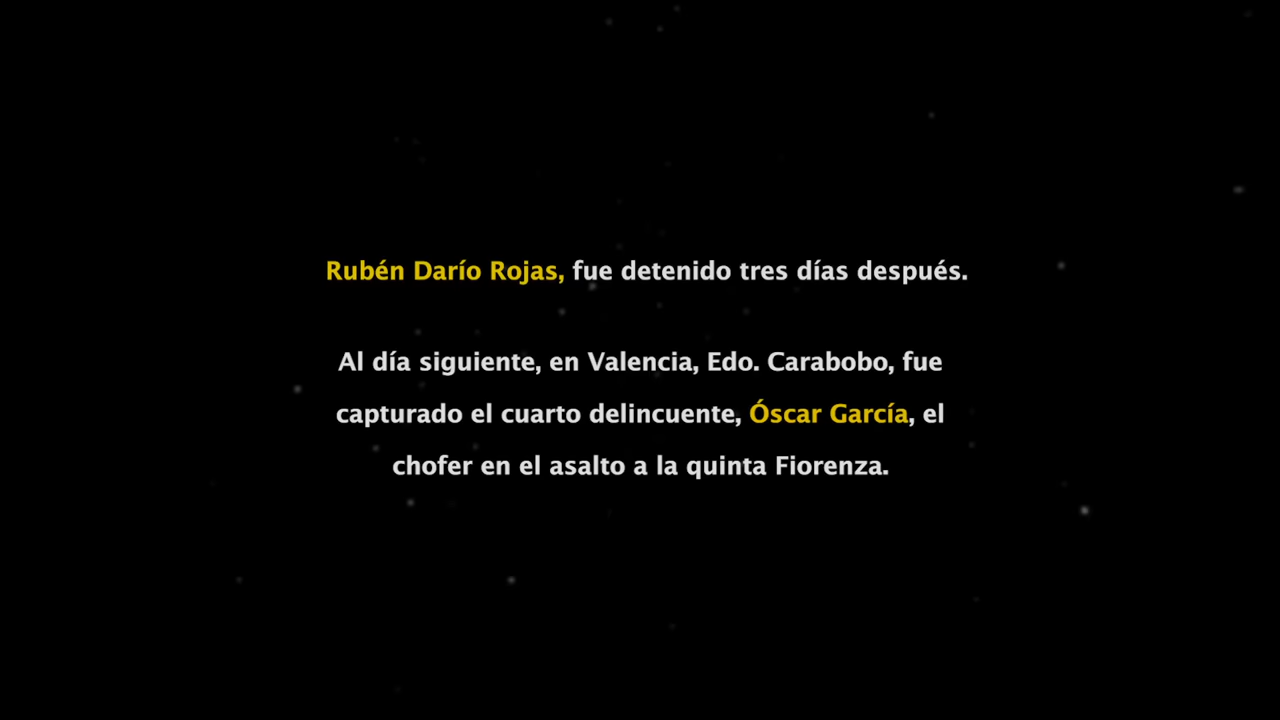 Rubén Darío Rojas, fue detenido tres días después.
Al día siguiente, en Valencia, Edo. Carabobo, fue
capturado el cuarto delincuente, Óscar García, el
chofer en el asalto a la quinta Fiorenza.